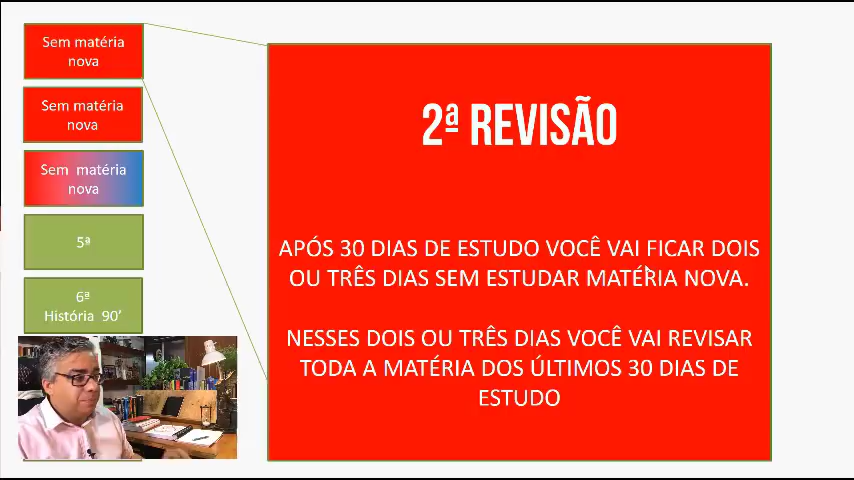 Sem matéria
nova
Sem matéria
nova
Sem matéria
nova
5ª
6ª
História 90’
2ª REVISÃO
APÓS 30 DIAS DE ESTUDO VOCÊ VAI FICAR DOIS
OU TRÊS DIAS SEM ESTUDAR MATÉRIA NOVA.
NESSES DOIS OU TRÊS DIAS VOCÊ VAI REVISAR
TODA A MATÉRIA DOS ÚLTIMOS 30 DIAS DE
ESTUDO